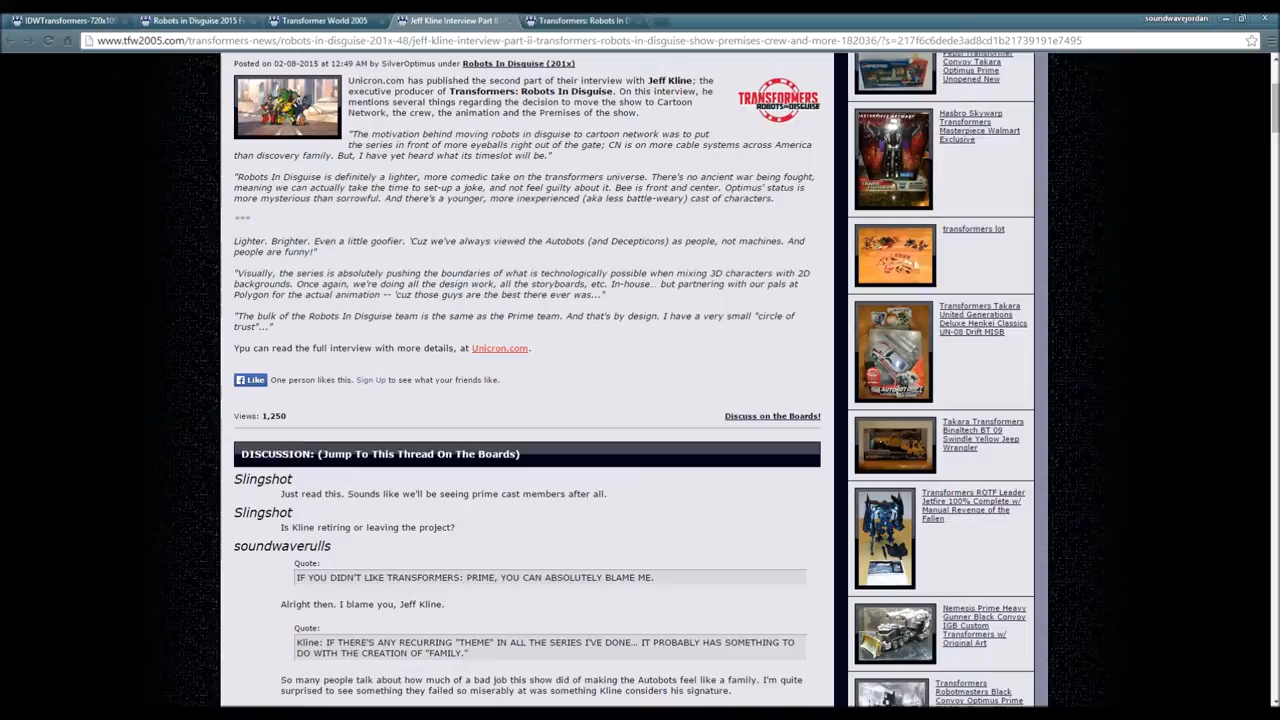 IDWTransformers-720x10
Robots in Disguise 2015 F
Transformer World 2005
Jeff Kline Interview Part II
Transformers: Robots In D
soundwavejordan
www.tfw2005.com/transformers-news/robots-in-disguise-201x-48/jeff-kline-interview-part-ii-transformers-robots-in-disguise-show-premises-crew-and-more-182036/?s=217f6c6dede3ad8cd1b21739191e7495
Posted on 02-08-2015 at 12:49 AM by SilverOptimus under Robots In Disguise (201x)
Unicron.com has published the second part of their interview with Jeff Kline; the
executive producer of Transformers: Robots In Disguise. On this interview, he
mentions several things regarding the decision to move the show to Cartoon
Network, the crew, the animation and the Premises of the show.
TRANSFORMERS
ROBOTS IN DISGUISE
"The motivation behind moving robots in disguise to cartoon network was to put
the series in front of more eyeballs right out of the gate; CN is on more cable systems across America
than discovery family. But, I have yet heard what its timeslot will be."
"Robots In Disguise is definitely a lighter, more comedic take on the transformers universe. There's no ancient war being fought,
meaning we can actually take the time to set-up a joke, and not feel guilty about it. Bee is front and center. Optimus' status is
more mysterious than sorrowful. And there's a younger, more inexperienced (aka less battle-weary) cast of characters.
***
Lighter. Brighter. Even a little goofier. 'Cuz we've always viewed the Autobots (and Decepticons) as people, not machines. And
people are funny!"
"Visually, the series is absolutely pushing the boundaries of what is technologically possible when mixing 3D characters with 2D
backgrounds. Once again, we're doing all the design work, all the storyboards, etc. In-house… but partnering with our pals at
Polygon for the actual animation -- 'cuz those guys are the best there ever was..."
"The bulk of the Robots In Disguise team is the same as the Prime team. And that's by design. I have a very small "circle of
trust"..."
Ypu can read the full interview with more details, at Unicron.com.
Like One person likes this. Sign Up to see what your friends like.
Views: 1,250
Discuss on the Boards!
DISCUSSION: (Jump To This Thread On The Boards)
Slingshot
Just read this. Sounds like we'll be seeing prime cast members after all.
Slingshot
Is Kline retiring or leaving the project?
soundwaverulls
Quote:
IF YOU DIDN'T LIKE TRANSFORMERS: PRIME, YOU CAN ABSOLUTELY BLAME ME.
Alright then. I blame you, Jeff Kline.
Quote:
Kline: IF THERE'S ANY RECURRING "THEME" IN ALL THE SERIES I'VE DONE… IT PROBABLY HAS SOMETHING TO
DO WITH THE CREATION OF "FAMILY."
So many people talk about how much of a bad job this show did of making the Autobots feel like a family. I'm quite
surprised to see something they failed so miserably at was something Kline considers his signature.
Convoy Takara
Optimus Prime
Unopened New
Hasbro Skywarp
Transformers
Masterpiece Walmart
Exclusive
transformers lot
Transformers Takara
United Generations
Deluxe Henkei Classics
UN-08 Drift MISB
Takara Transformers
Binaltech BT 09
Swindle Yellow Jeep
Wrangler
Transformers ROTF Leader
Jetfire 100% Complete w/
Manual Revenge of the
Fallen
Nemesis Prime Heavy
Gunner Black Convoy
IGB Custom
Transformers w/
Original Art
Transformers
Robotmasters Black
Convoy Optimus Prime